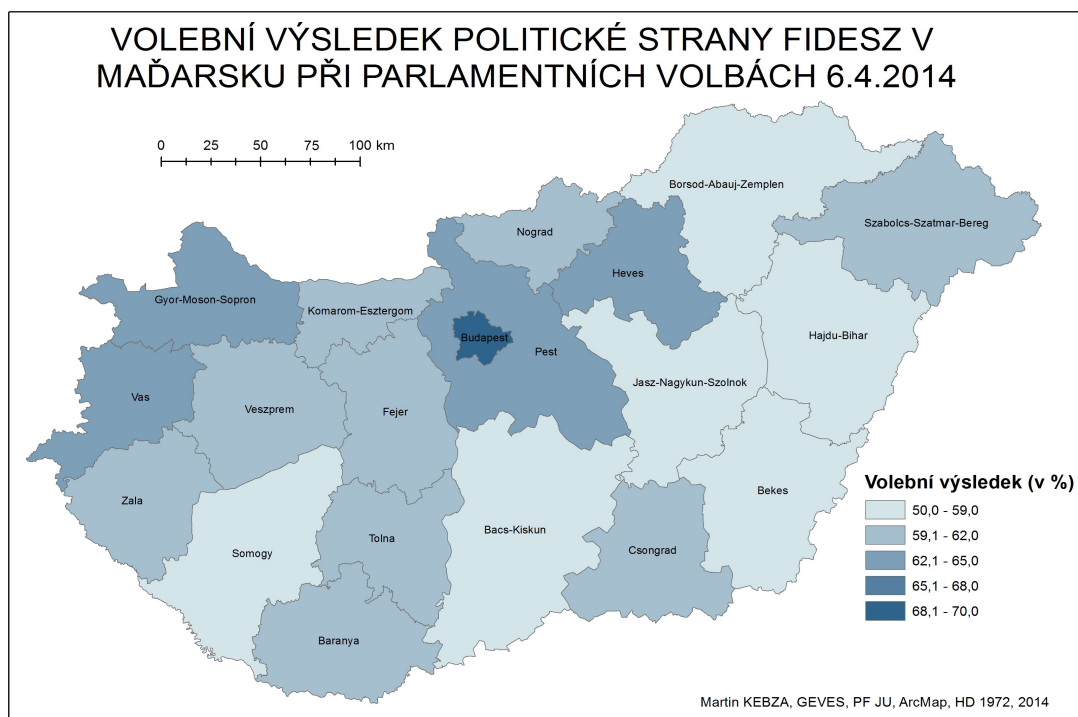 VOLEBNÍ VÝSLEDEK POLITICKÉ STRANY FIDESZ V
MAĎARSKU PŘI PARLAMENTNÍCH VOLBÁCH 6.4.2014
0 25 50 75 100 km
Borsod-Abauj-Zemplen
Szabolcs-Szatmar-Bereg
Nograd
Heves
Gyor-Moson-Sopron
Komarom-Esztergom
Budapest
Pest
Hajdu-Bihar
Jasz-Nagykun-Szolnok
Vas
Veszprem
Fejer
Zala
Somogy
Tolna
Bacs-Kiskun
Csongrad
Bekes
Baranya
Volební výsledek (v %)
50,0 - 59,0
59,1 - 62,0
62,1 - 65,0
65,1 - 68,0
68,1 - 70,0
Martin KEBZA, GEVES, PF JU, ArcMap, HD 1972, 2014